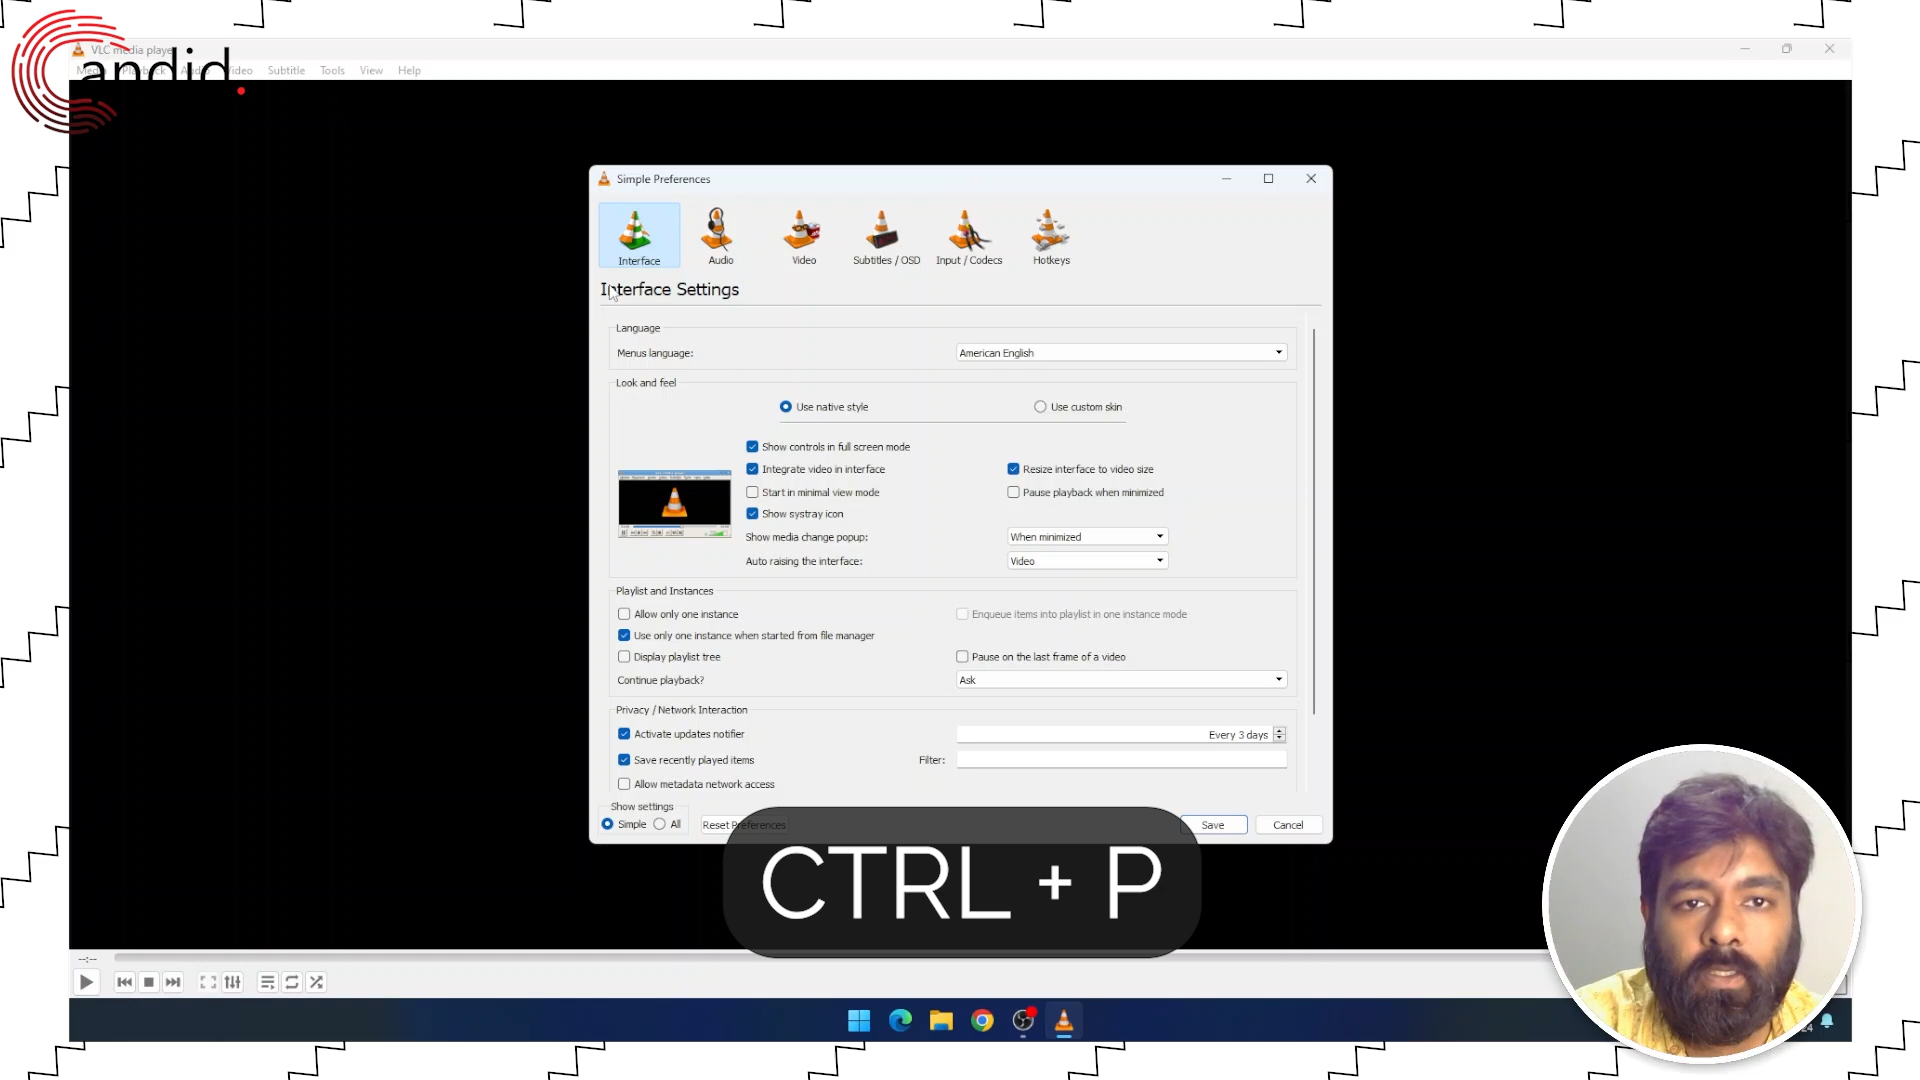 VLC media player
andid.
Media Playback Audio Video Subtitle Tools View Help
Simple Preferences
Interface Audio Video Subtitles / OSD Input / Codecs Hotkeys
Interface Settings
Language
Menus language: American English
Look and feel
Use native style Use custom skin
Show controls in full screen mode
Integrate video in interface Resize interface to video size
Start in minimal view mode Pause playback when minimized
Show systray icon
Show media change popup: When minimized
Auto raising the interface: Video
Playlist and Instances
Allow only one instance Enqueue items into playlist in one instance mode
Use only one instance when started from file manager
Display playlist tree Pause on the last frame of a video
Continue playback? Ask
Privacy / Network Interaction
Activate updates notifier Every 3 days
Save recently played items Filter:
Allow metadata network access
Show settings
Simple All Reset Preferences Save Cancel
CTRL + P
--:--